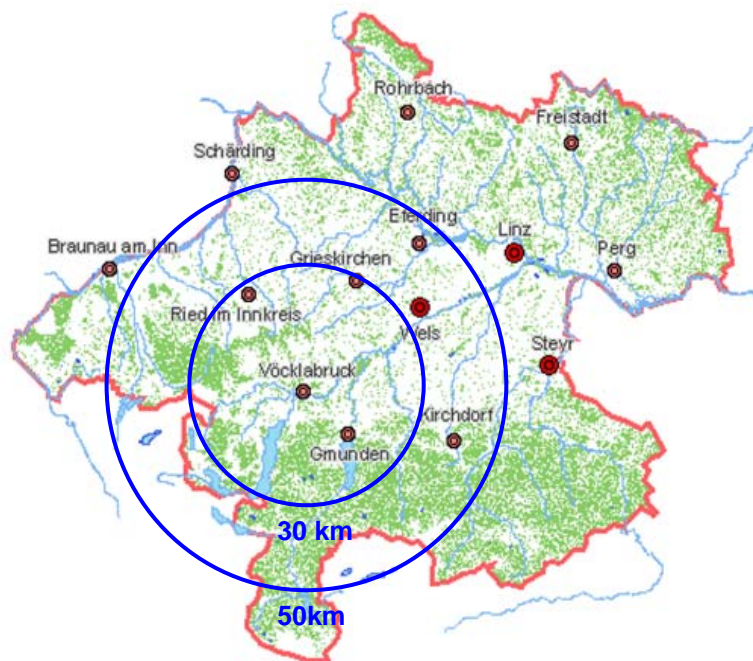 Rohrbach
Freistadt
Schärding
Eferding
Linz
Braunau am Inn
Grieskirchen
Perg
Ried im Innkreis
Wels
Steyr
Vöcklabruck
Kirchdorf
Gmunden
30 km
50km